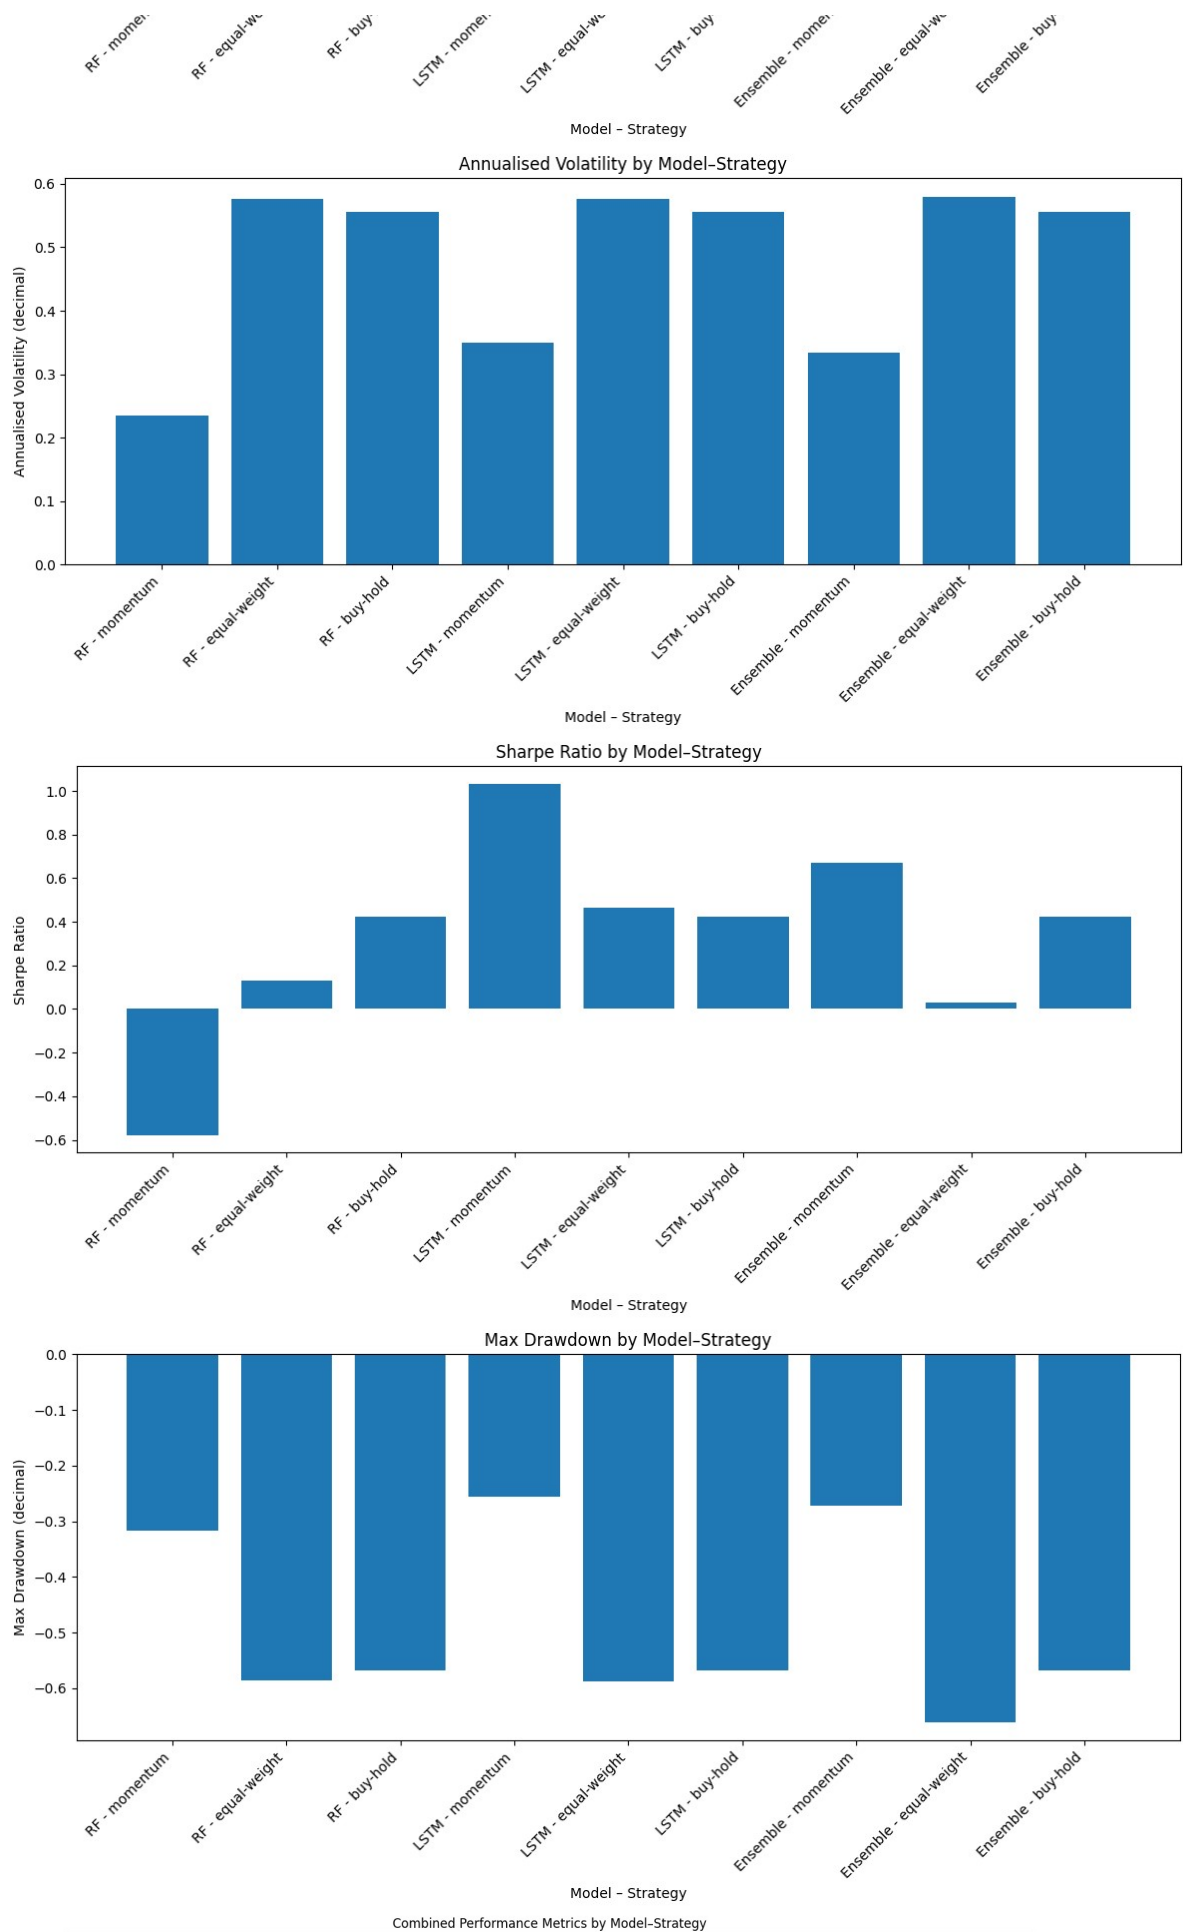 RF - momen
RF - equal-we
RF - buy-
LSTM - momen
LSTM - equal-we
LSTM - buy
Ensemble - momen
Ensemble - equal-we
Ensemble - buy-
Model – Strategy
Annualised Volatility by Model–Strategy
Annualised Volatility (decimal)
0.6
0.5
0.4
0.3
0.2
0.1
0.0
RF - momentum
RF - equal-weight
RF - buy-hold
LSTM - momentum
LSTM - equal-weight
LSTM - buy-hold
Ensemble - momentum
Ensemble - equal-weight
Ensemble - buy-hold
Model – Strategy
Sharpe Ratio by Model–Strategy
Sharpe Ratio
1.0
0.8
0.6
0.4
0.2
0.0
−0.2
−0.4
−0.6
RF - momentum
RF - equal-weight
RF - buy-hold
LSTM - momentum
LSTM - equal-weight
LSTM - buy-hold
Ensemble - momentum
Ensemble - equal-weight
Ensemble - buy-hold
Model – Strategy
Max Drawdown by Model–Strategy
Max Drawdown (decimal)
0.0
−0.1
−0.2
−0.3
−0.4
−0.5
−0.6
RF - momentum
RF - equal-weight
RF - buy-hold
LSTM - momentum
LSTM - equal-weight
LSTM - buy-hold
Ensemble - momentum
Ensemble - equal-weight
Ensemble - buy-hold
Model – Strategy
Combined Performance Metrics by Model–Strategy